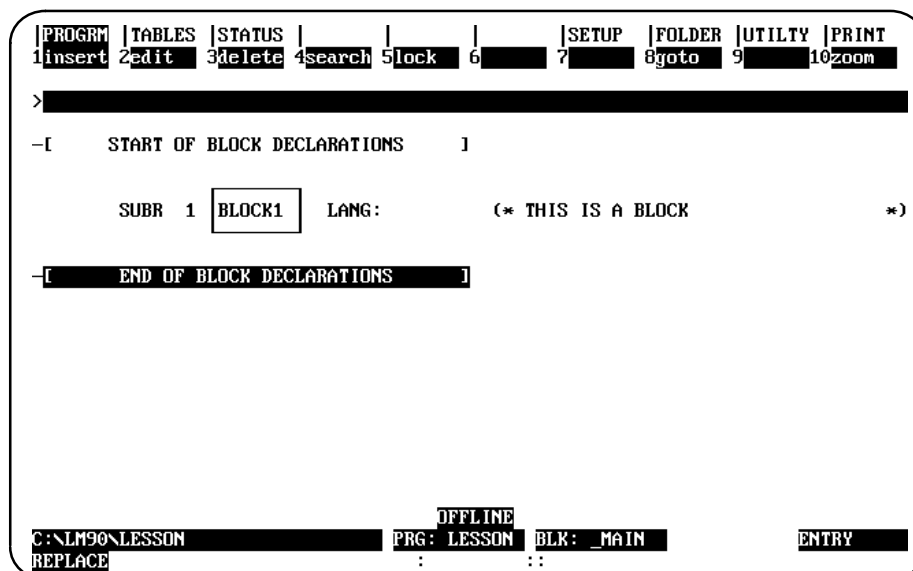 |PROGRM |TABLES |STATUS | | | |SETUP |FOLDER |UTILTY |PRINT
1insert 2edit 3delete 4search 5lock 6 7 8goto 9 10zoom
>
─[ START OF BLOCK DECLARATIONS ]
SUBR 1 BLOCK1 LANG: (* THIS IS A BLOCK *)
─[ END OF BLOCK DECLARATIONS ]
OFFLINE
C:\LM90\LESSON PRG: LESSON BLK: _MAIN ENTRY
REPLACE : ::